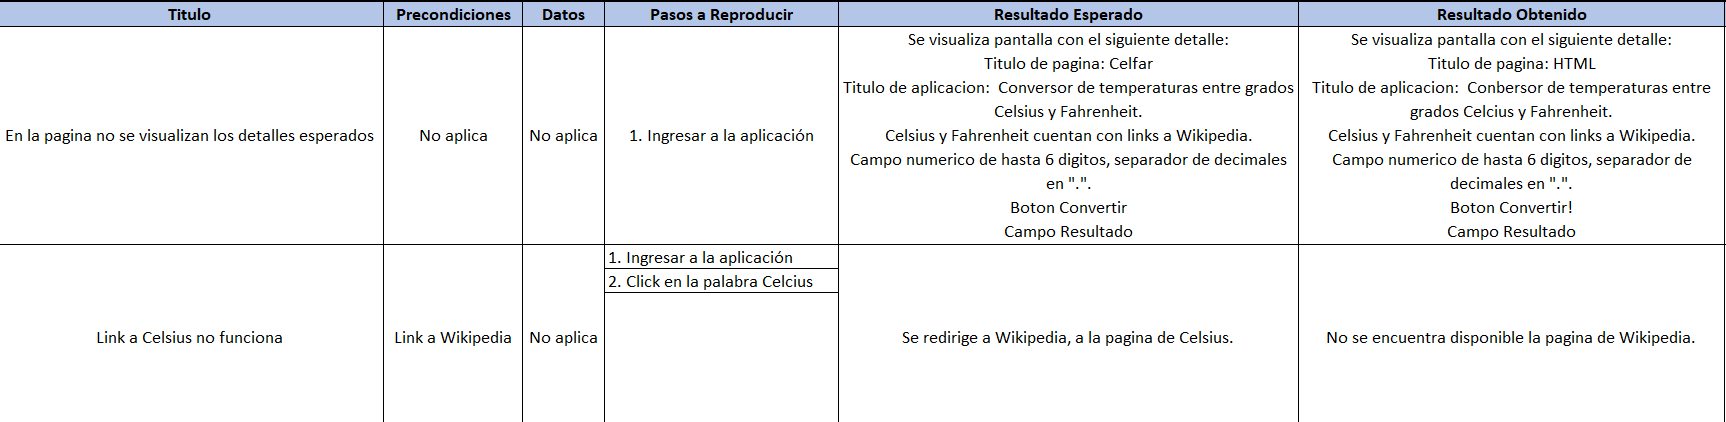 Titulo
Precondiciones
Datos
Pasos a Reproducir
Resultado Esperado
Resultado Obtenido
En la pagina no se visualizan los detalles esperados
No aplica
No aplica
1. Ingresar a la aplicación
Se visualiza pantalla con el siguiente detalle:
Titulo de pagina: Celfar
Titulo de aplicacion:  Conversor de temperaturas entre grados
Celsius y Fahrenheit.
Celsius y Fahrenheit cuentan con links a Wikipedia.
Campo numerico de hasta 6 digitos, separador de decimales
en ".".
Boton Convertir
Campo Resultado
Se visualiza pantalla con el siguiente detalle:
Titulo de pagina: HTML
Titulo de aplicacion:  Conbersor de temperaturas entre
grados Celcius y Fahrenheit.
Celsius y Fahrenheit cuentan con links a Wikipedia.
Campo numerico de hasta 6 digitos, separador de
decimales en ".".
Boton Convertir!
Campo Resultado
Link a Celsius no funciona
Link a Wikipedia
No aplica
1. Ingresar a la aplicación
2. Click en la palabra Celcius
Se redirige a Wikipedia, a la pagina de Celsius.
No se encuentra disponible la pagina de Wikipedia.